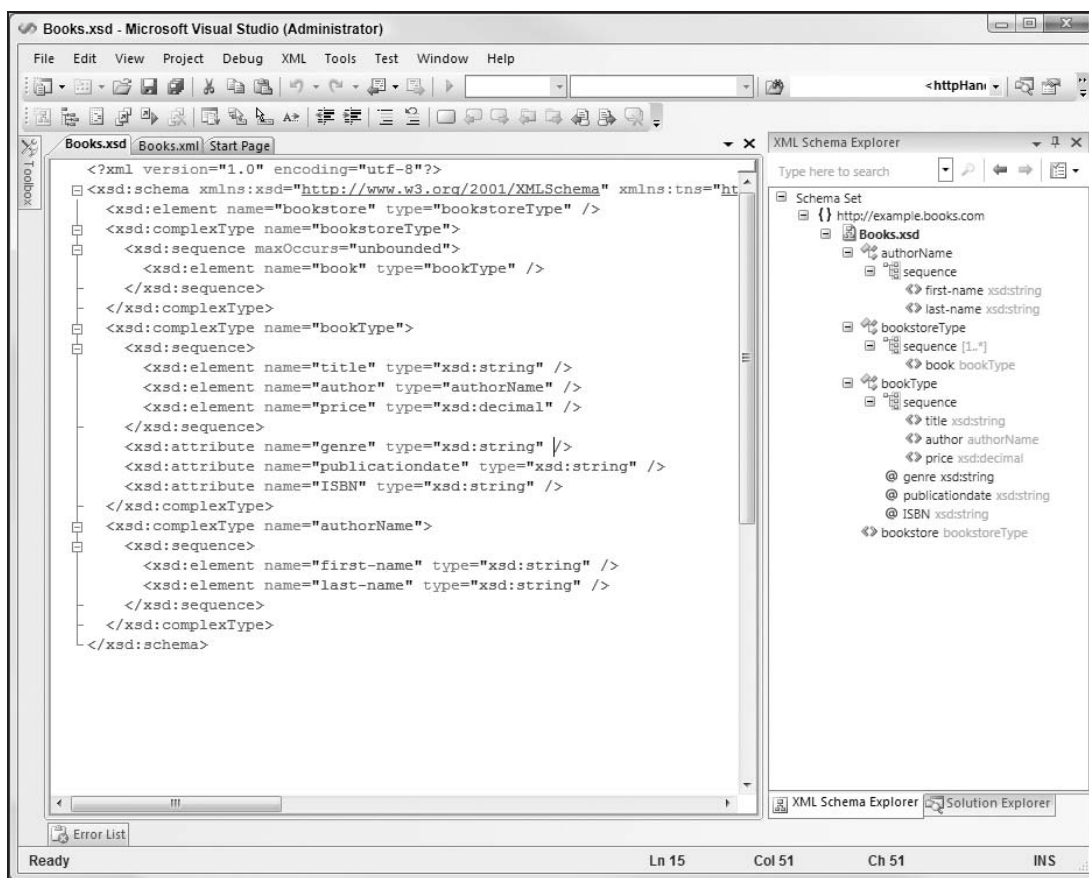 Books.xsd - Microsoft Visual Studio (Administrator)
File Edit View Project Debug XML Tools Test Window Help
<httpHan
Toolbox
Books.xsd Books.xml Start Page
<?xml version="1.0" encoding="utf-8"?>
<xsd:schema xmlns:xsd="http://www.w3.org/2001/XMLSchema" xmlns:tns="ht
<xsd:element name="bookstore" type="bookstoreType" />
<xsd:complexType name="bookstoreType">
<xsd:sequence maxOccurs="unbounded">
<xsd:element name="book" type="bookType" />
</xsd:sequence>
</xsd:complexType>
<xsd:complexType name="bookType">
<xsd:sequence>
<xsd:element name="title" type="xsd:string" />
<xsd:element name="author" type="authorName" />
<xsd:element name="price" type="xsd:decimal" />
</xsd:sequence>
<xsd:attribute name="genre" type="xsd:string" />
<xsd:attribute name="publicationdate" type="xsd:string" />
<xsd:attribute name="ISBN" type="xsd:string" />
</xsd:complexType>
<xsd:complexType name="authorName">
<xsd:sequence>
<xsd:element name="first-name" type="xsd:string" />
<xsd:element name="last-name" type="xsd:string" />
</xsd:sequence>
</xsd:complexType>
</xsd:schema>
XML Schema Explorer
Type here to search
Schema Set
{} http://example.books.com
Books.xsd
authorName
sequence
first-name xsd:string
last-name xsd:string
bookstoreType
sequence [1..*]
book bookType
bookType
sequence
title xsd:string
author authorName
price xsd:decimal
@ genre xsd:string
@ publicationdate xsd:string
@ ISBN xsd:string
bookstore bookstoreType
XML Schema Explorer Solution Explorer
Error List
Ready Ln 15 Col 51 Ch 51 INS